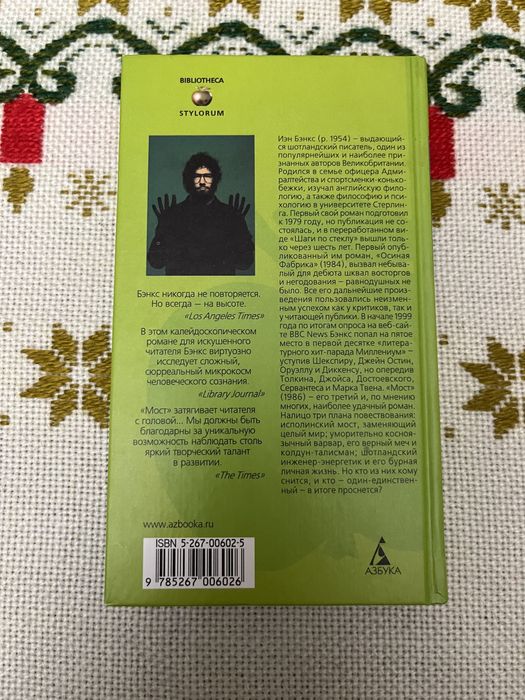 BIBLIOTHECA
STYLORUM
Бэнкс никогда не повторяется.
Но всегда — на высоте.
«Los Angeles Times»
В этом калейдоскопическом
романе для искушенного
читателя Бэнкс виртуозно
исследует сложный,
сюрреальный микрокосм
человеческого сознания.
«Library Journal»
«Мост» затягивает читателя
с головой... Мы должны быть
благодарны за уникальную
возможность наблюдать столь
яркий творческий талант
в развитии.
«The Times»
www.azbooka.ru
ISBN 5-267-00602-5
9 785267 006026
Иэн Бэнкс (р. 1954) — выдающий-
ся шотландский писатель, один из
популярнейших и наиболее приз-
нанных авторов Великобритании.
Родился в семье офицера Адми-
ралтейства и спортсменки-конько-
бежки, изучал английскую фило-
логию, а также философию и пси-
хологию в университете Стерлин-
га. Первый свой роман подготовил
к 1979 году, но публикация не со-
стоялась, и в переработанном ви-
де «Шаги по стеклу» вышли толь-
ко через шесть лет. Первый опуб-
ликованный им роман, «Осиная
Фабрика» (1984), вызвал небыва-
лый для дебюта шквал восторгов
и негодования — равнодушных не
было. Все его дальнейшие произ-
ведения пользовались неизмен-
ным успехом как у критиков, так и
у читающей публики. В начале 1999
года по итогам опроса на веб-сай-
те BBC News Бэнкс попал на пятое
место в первой десятке «литера-
турного хит-парада Миллениум» —
уступив Шекспиру, Джейн Остин,
Оруэллу и Диккенсу, но опередив
Толкина, Джойса, Достоевского,
Сервантеса и Марка Твена. «Мост»
(1986) — его третий и, по мнению
многих, наиболее удачный роман.
Налицо три плана повествования:
исполинский мост, заменяющий
целый мир; уморительно косноя-
зычный варвар, его верный меч и
колдун-талисман; шотландский
инженер-энергетик и его бурная
личная жизнь. Но кто из них кому
снится, и кто — один-единствен-
ный — в итоге проснется?
АЗБУКА